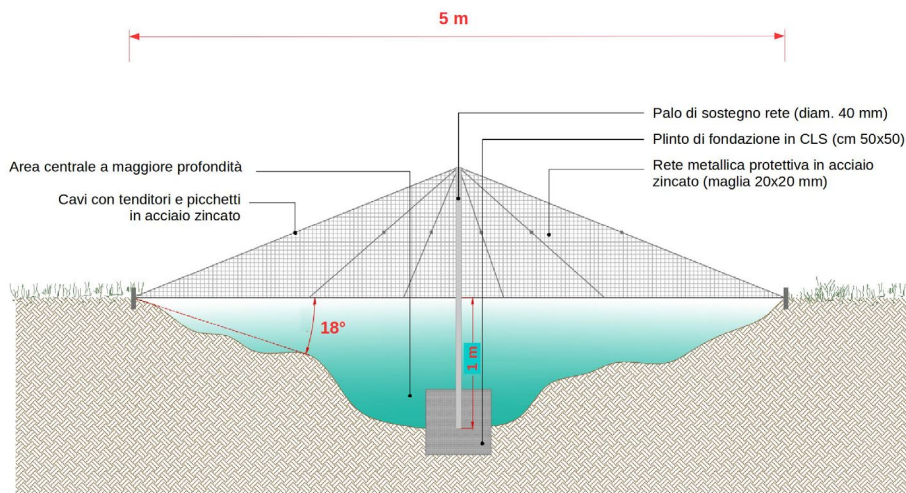 5 m
Palo di sostegno rete (diam. 40 mm)
Plinto di fondazione in CLS (cm 50x50)
Rete metallica protettiva in acciaio
zincato (maglia 20x20 mm)
Area centrale a maggiore profondità
Cavi con tenditori e picchetti
in acciaio zincato
18°
1 m